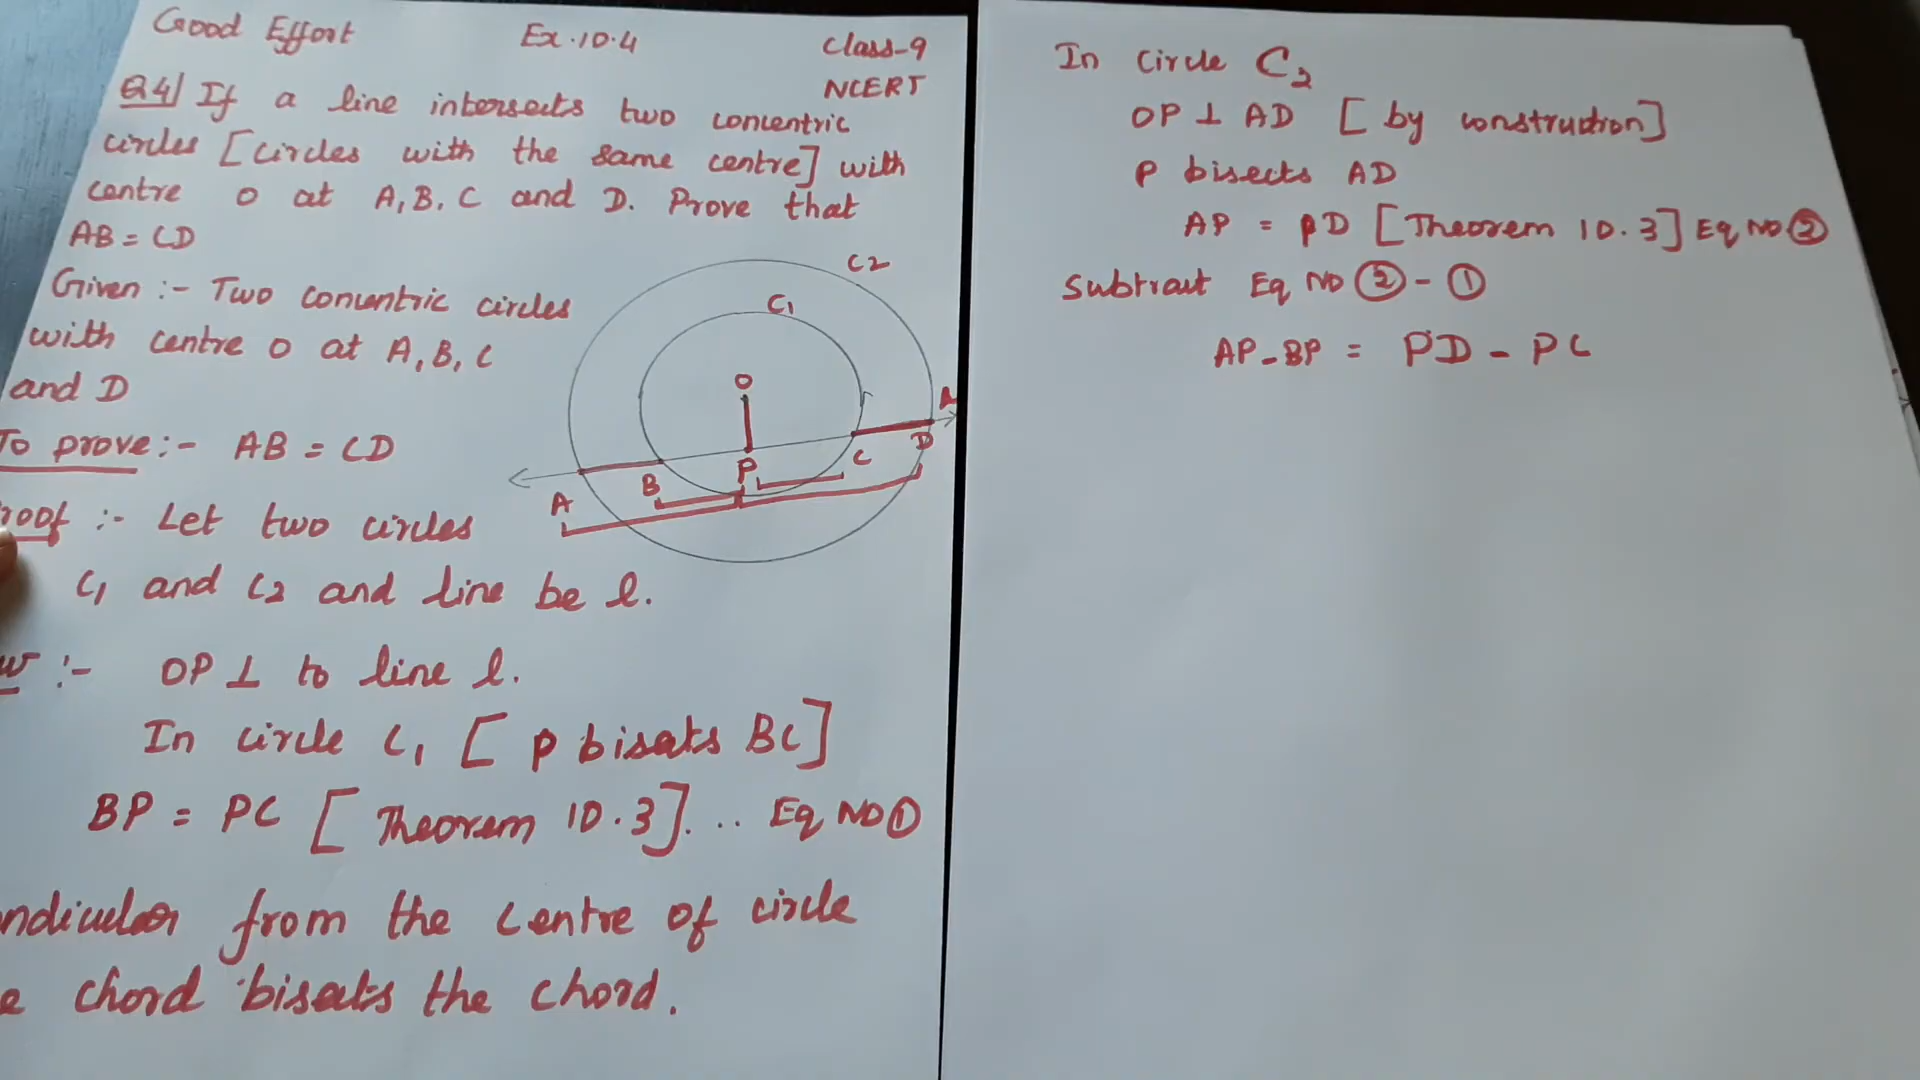 Good Effort Ex.10.4 Class-9
NCERT
Q4/ If a line intersects two concentric
circles [circles with the same centre] with
centre O at A, B, C and D. Prove that
AB = CD
Given :- Two concentric circles
with centre O at A, B, C
and D
To prove :- AB = CD
C2
C1
O
A
B
P
C
D
roof :- Let two circles
C1 and C2 and line be l.
:- OP ⊥ to line l.
In circle C1 [ P bisects BC]
BP = PC [ Theorem 10.3]... Eq NO ①
ndicular from the centre of circle
e chord bisects the chord.
In circle C2
OP ⊥ AD [ by construction]
P bisects AD
AP = PD [Theorem 10.3] Eq NO ②
Subtract Eq NO ② - ①
AP - BP = PD - PC